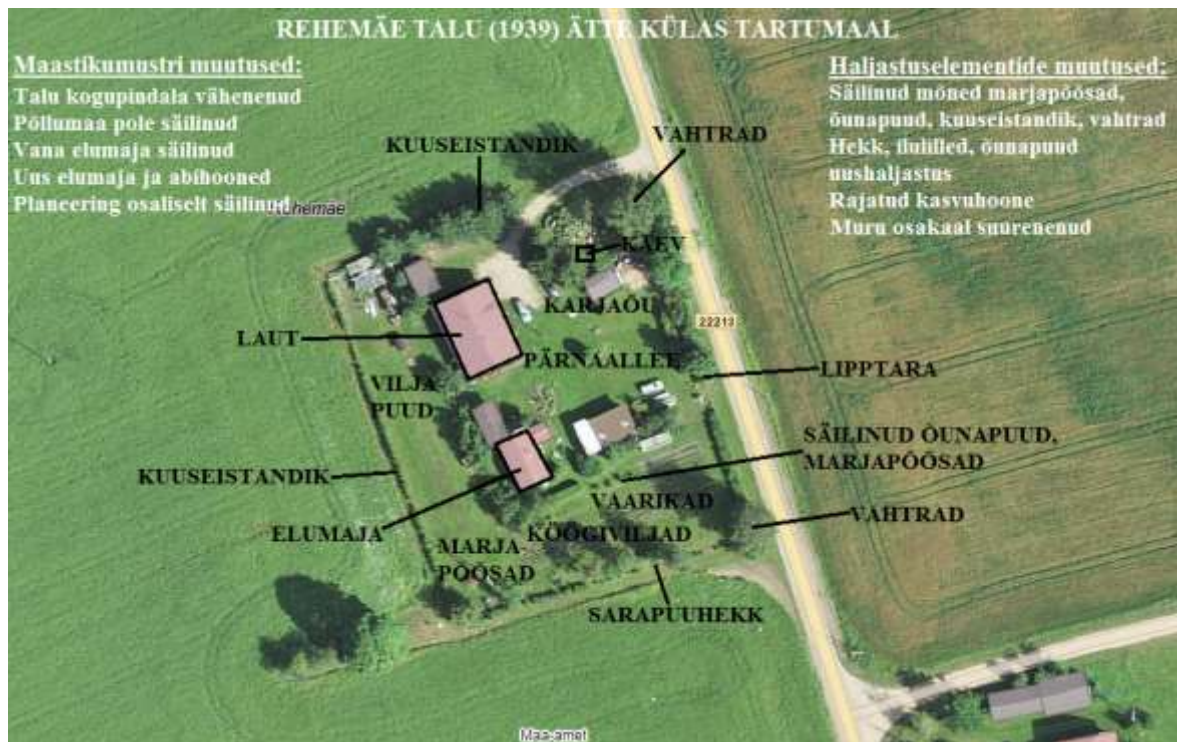 REHEMÄE TALU (1939) ÄTTE KÜLAS TARTUMAAL
Maastikumustri muutused:
Talu kogupindala vähenenud
Põllumaa pole säilinud
Vana elumaja säilinud
Uus elumaja ja abihooned
Planeering osaliselt säilinud
Haljastuselementide muutused:
Säilinud mõned marjapõõsad,
õunapuud, kuuseistandik, vahtrad
Hekk, ilulilled, õunapuud
uushaljastus
Rajatud kasvuhoone
Muru osakaal suurenenud
KUUSEISTANDIK
VAHTRAD
KAEV
KARJAÕU
22213
LAUT
PÄRNAALLEE
LIPPTARA
VILJA
PUUD
SÄILINUD ÕUNAPUUD,
MARJAPÕÕSAD
KUUSEISTANDIK
VAARIKAD
VAHTRAD
ELUMAJA
KÖÖGIVILJAD
MARJA-
PÕÕSAD
SARAPUUHEKK
Maa-amet